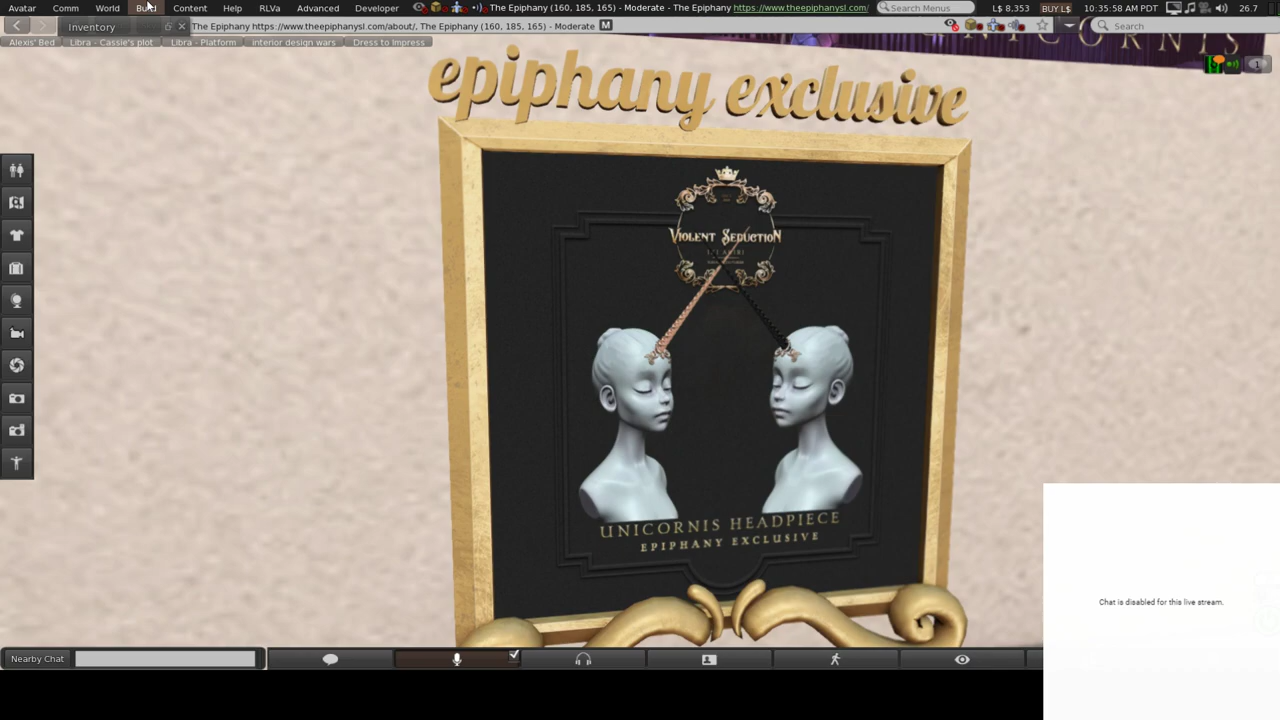 Avatar Comm World Build Content Help RLVa Advanced Developer The Epiphany (160, 185, 165) - Moderate - The Epiphany https://www.theepiphanysl.com/ Search Menus L$ 8,353 BUY L$ 10:35:58 AM PDT 26.7
Inventory The Epiphany https://www.theepiphanysl.com/about/, The Epiphany (160, 185, 165) - Moderate M Search
Alexis' Bed Libra - Cassie's plot Libra - Platform interior design wars Dress to Impress
1
epiphany exclusive
Violent Seduction
UNICORNIS HEADPIECE
EPIPHANY EXCLUSIVE
Chat is disabled for this live stream.
Nearby Chat